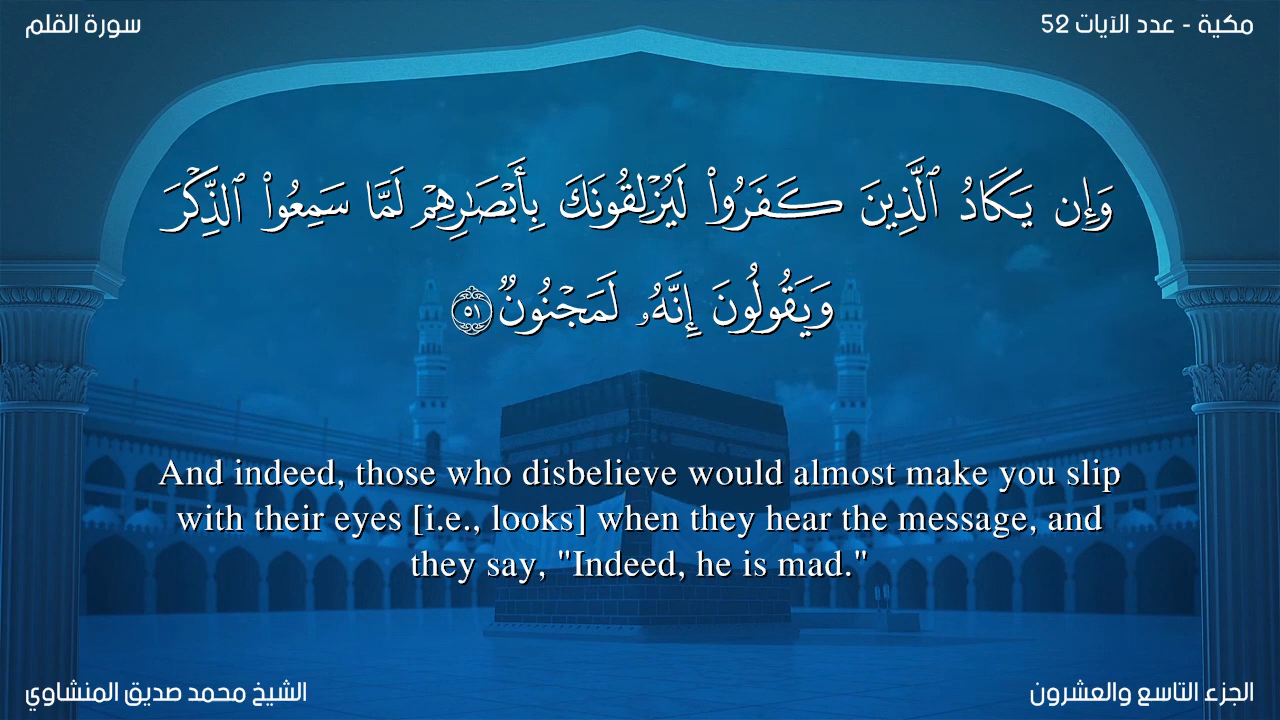 مكية - عدد الآيات 52
سورة القلم
وَإِن يَكَادُ ٱلَّذِينَ كَفَرُوا۟ لَيُزْلِقُونَكَ بِأَبْصَـٰرِهِمْ لَمَّا سَمِعُوا۟ ٱلذِّكْرَ
وَيَقُولُونَ إِنَّهُۥ لَمَجْنُونٌ ٥١
And indeed, those who disbelieve would almost make you slip
with their eyes [i.e., looks] when they hear the message, and
they say, "Indeed, he is mad."
الجزء التاسع والعشرون
الشيخ محمد صديق المنشاوي